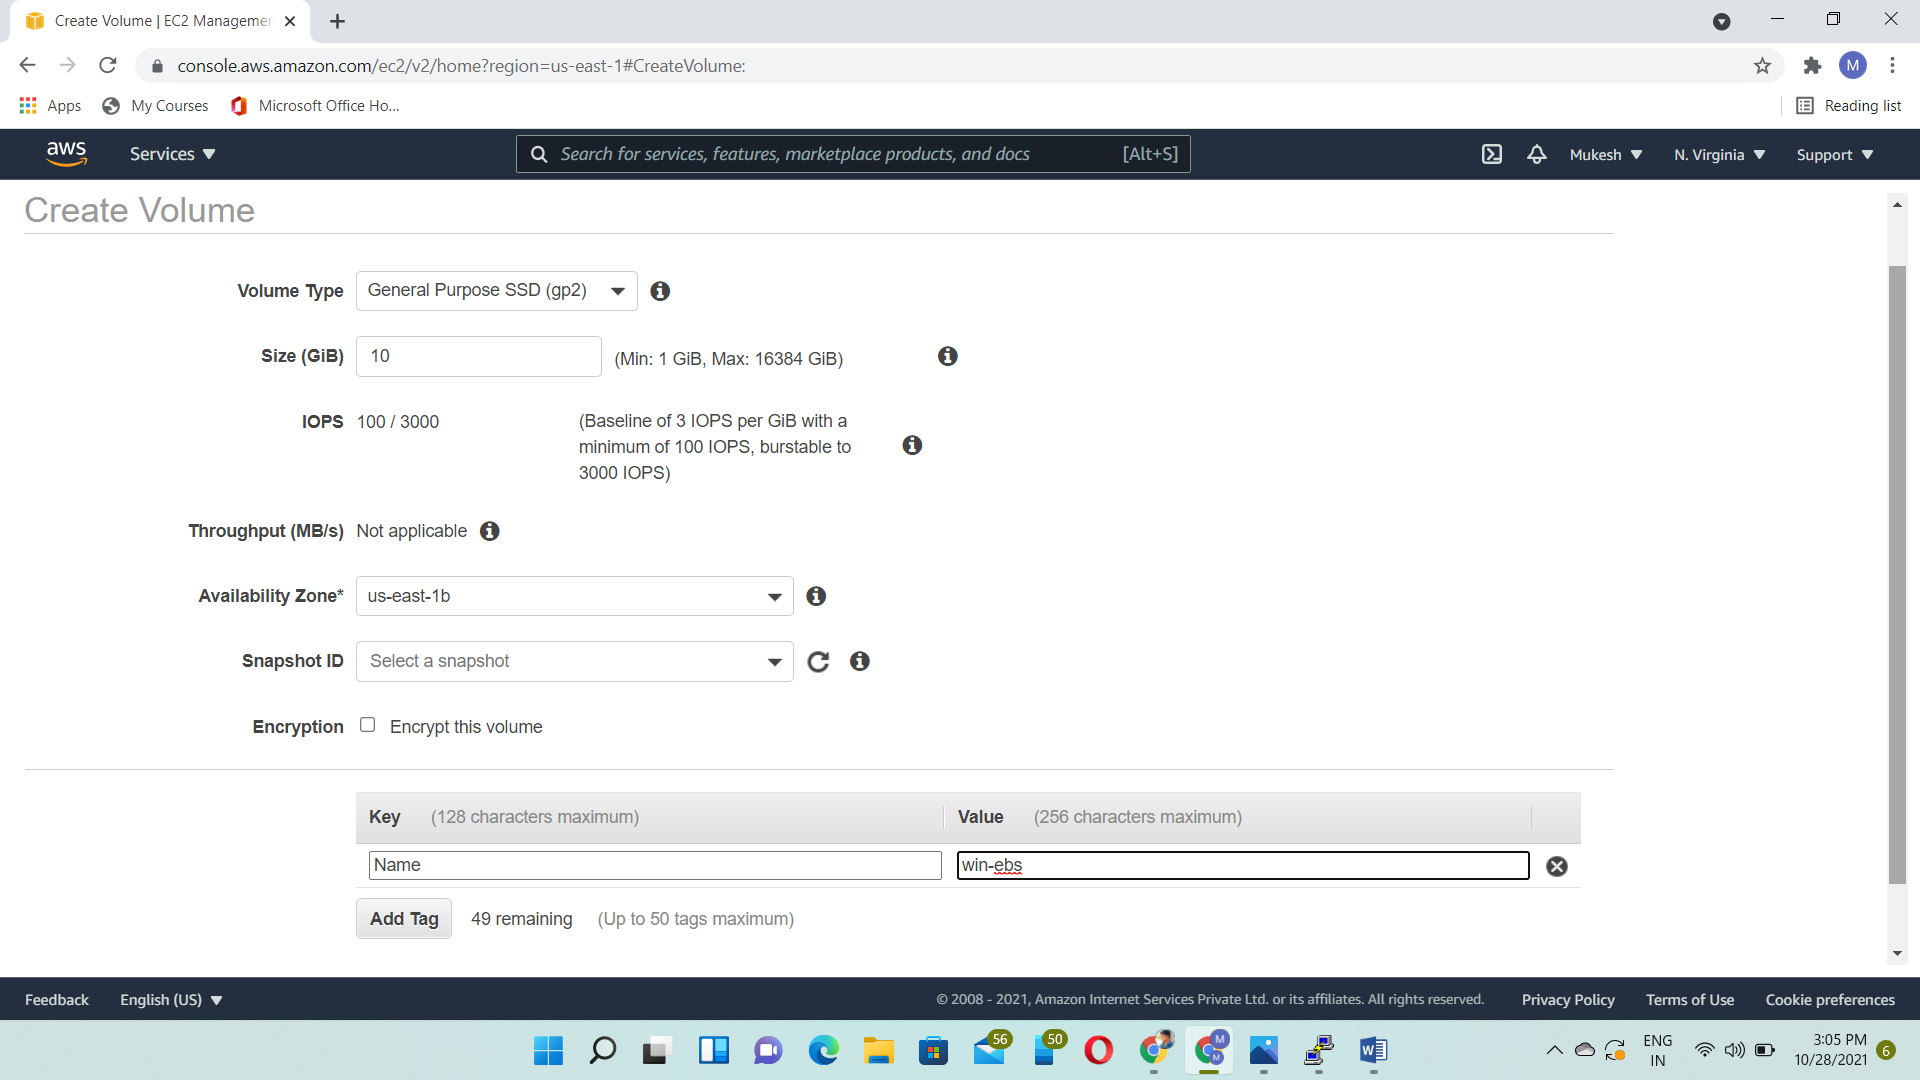 Create Volume | EC2 Managemen
console.aws.amazon.com/ec2/v2/home?region=us-east-1#CreateVolume:
M
Apps
My Courses
Microsoft Office Ho...
Reading list
aws
Services
Search for services, features, marketplace products, and docs
[Alt+S]
Mukesh
N. Virginia
Support
Create Volume
Volume Type
General Purpose SSD (gp2)
Size (GiB)
10
(Min: 1 GiB, Max: 16384 GiB)
IOPS
100 / 3000
(Baseline of 3 IOPS per GiB with a
minimum of 100 IOPS, burstable to
3000 IOPS)
Throughput (MB/s)
Not applicable
Availability Zone*
us-east-1b
Snapshot ID
Select a snapshot
Encryption
Encrypt this volume
Key
(128 characters maximum)
Value
(256 characters maximum)
Name
win-ebs
Add Tag
49 remaining
(Up to 50 tags maximum)
Feedback
English (US)
© 2008 - 2021, Amazon Internet Services Private Ltd. or its affiliates. All rights reserved.
Privacy Policy
Terms of Use
Cookie preferences
56
50
M
M
ENG
IN
3:05 PM
10/28/2021
6